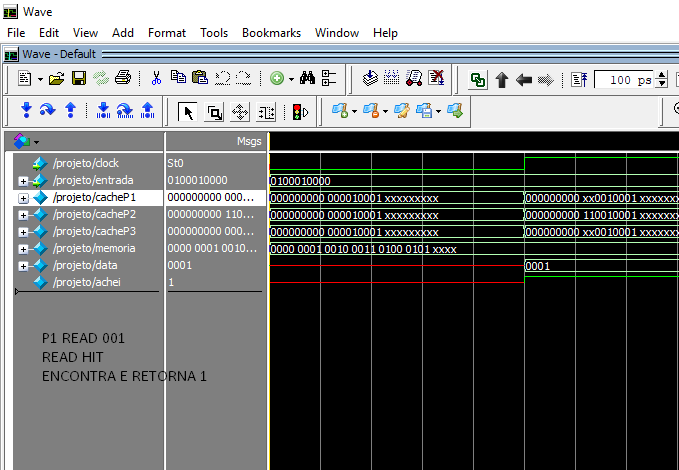 Wave
File Edit View Add Format Tools Bookmarks Window Help
Wave - Default
100 ps
Msgs
/projeto/clock St0
/projeto/entrada 0100010000 0100010000
/projeto/cacheP1 000000000 000... 000000000 000010001 xxxxxxxxx 000000000 xx0010001 xxxxxxx
/projeto/cacheP2 000000000 110... 000000000 000010001 xxxxxxxxx 000000000 110010001 xxxxxxx
/projeto/cacheP3 000000000 000... 000000000 000010001 xxxxxxxxx 000000000 xx0010001 xxxxxxx
/projeto/memoria 0000 0001 0010... 0000 0001 0010 0011 0100 0101 xxxx
/projeto/data 0001 0001
/projeto/achei 1
P1 READ 001
READ HIT
ENCONTRA E RETORNA 1